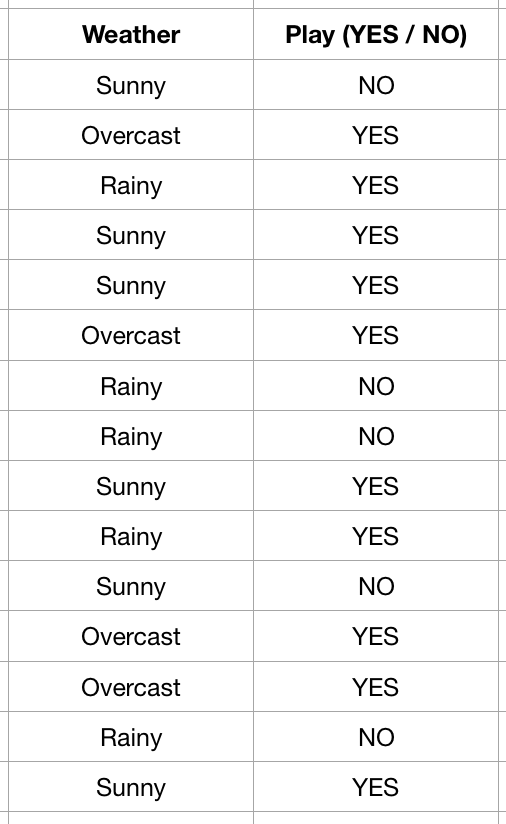 Weather Play (YES / NO)
Sunny NO
Overcast YES
Rainy YES
Sunny YES
Sunny YES
Overcast YES
Rainy NO
Rainy NO
Sunny YES
Rainy YES
Sunny NO
Overcast YES
Overcast YES
Rainy NO
Sunny YES